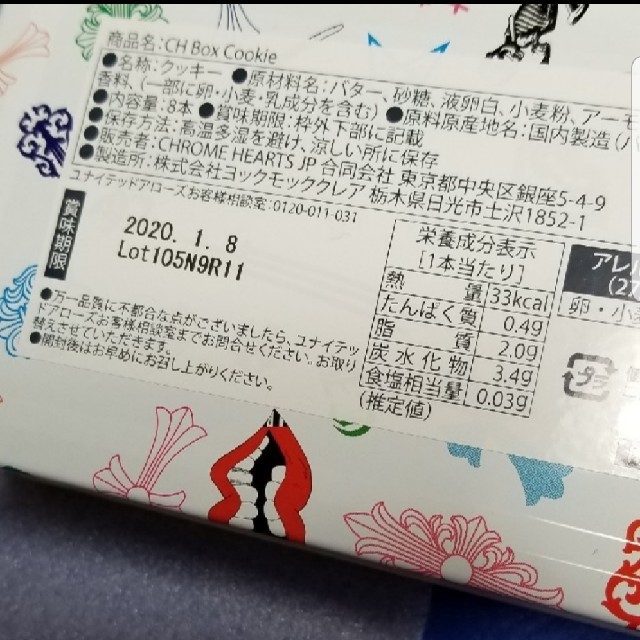 商品名:CH Box Cookie
●名称:クッキー ●原材料名:バター、砂糖、液卵白、小麦粉、アーモ
香料、(一部に卵・小麦・乳成分を含む) ●原料原産地名:国内製造(バ
●内容量:8本 ●賞味期限:枠外下部に記載
●保存方法:高温多湿を避け、涼しい所に保存
●販売者:CHROME HEARTS JP 合同会社 東京都中央区銀座5-4-9
●製造所:株式会社ヨックモッククレア 栃木県日光市土沢1852-1
ユナイテッドアローズお客様相談室:0120-011-031
賞味期限
2020. 1. 8
Lot105N9R11
●万一品質に不都合な点がございましたら、ユナイテッ
ドアローズお客様相談室までお問合せください。お取り
替えさせていただきます。
●開封後はお早めにお召し上がりください。
栄養成分表示
[1本当たり]
熱量 33kcal
たんぱく質 0.4g
脂質 2.0g
炭水化物 3.4g
食塩相当量 0.03g
(推定値)
アレル
(27
卵・小
プラ